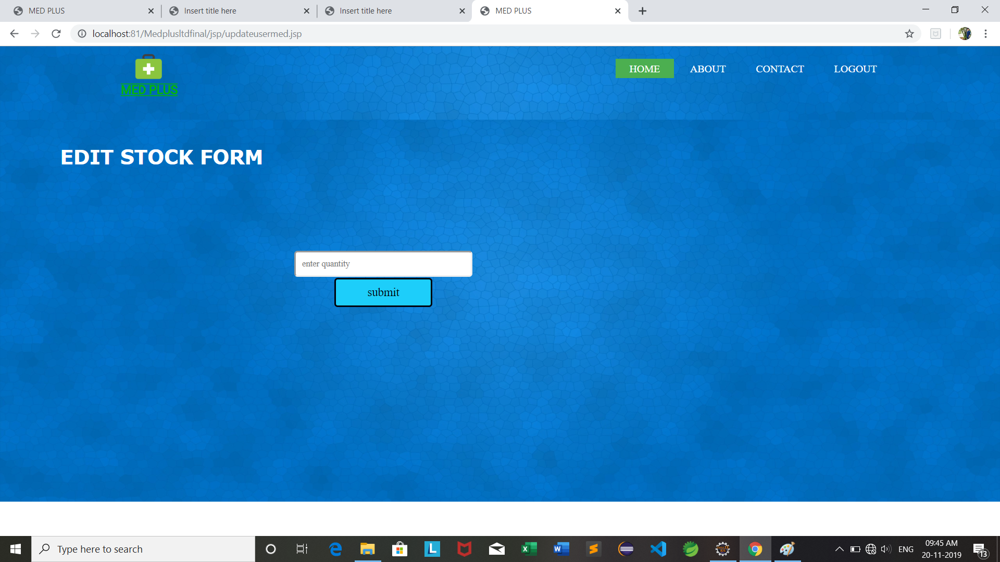 MED PLUS
Insert title here
Insert title here
MED PLUS
localhost:81/Medplusltdfinal/jsp/updateusermed.jsp
MED PLUS
HOME
ABOUT
CONTACT
LOGOUT
EDIT STOCK FORM
enter quantity
submit
Type here to search
ENG
09:45 AM
20-11-2019
13